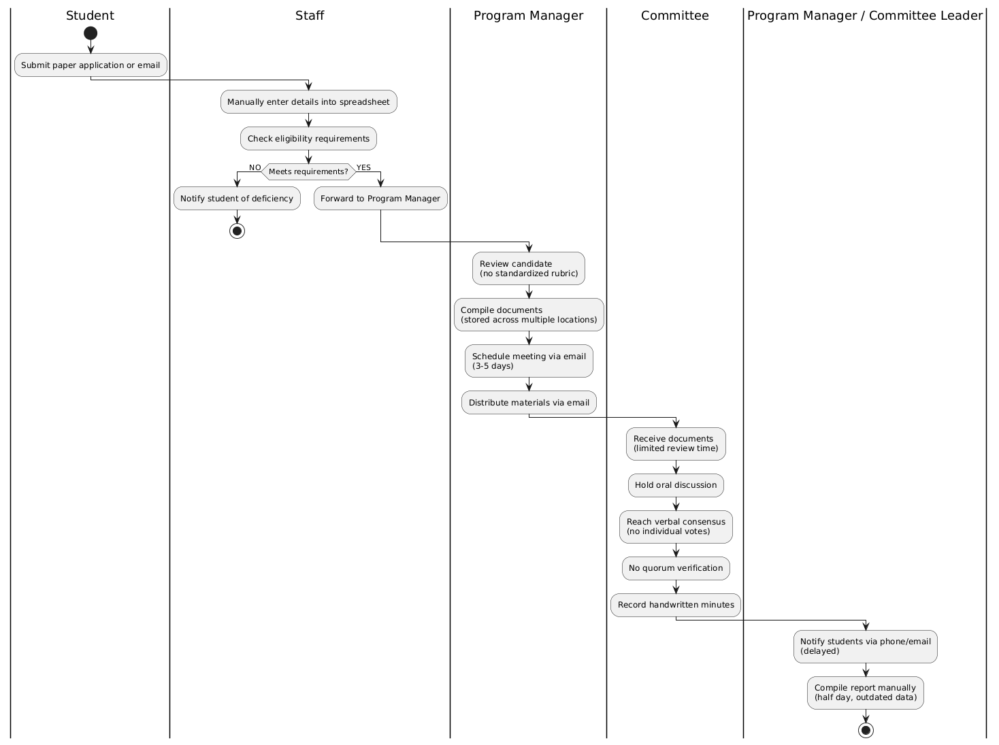 Student
Staff
Program Manager
Committee
Program Manager / Committee Leader
Submit paper application or email
Manually enter details into spreadsheet
Check eligibility requirements
NO
Meets requirements?
YES
Notify student of deficiency
Forward to Program Manager
Review candidate
(no standardized rubric)
Compile documents
(stored across multiple locations)
Schedule meeting via email
(3-5 days)
Distribute materials via email
Receive documents
(limited review time)
Hold oral discussion
Reach verbal consensus
(no individual votes)
No quorum verification
Record handwritten minutes
Notify students via phone/email
(delayed)
Compile report manually
(half day, outdated data)